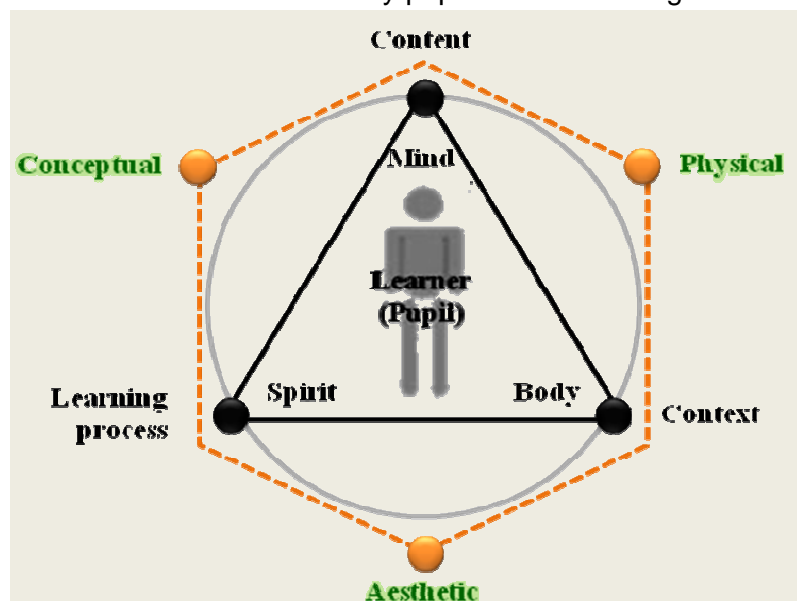 Content
Mind
Conceptual
Physical
Learner
(Pupil)
Spirit
Body
Learning
process
Context
Aesthetic